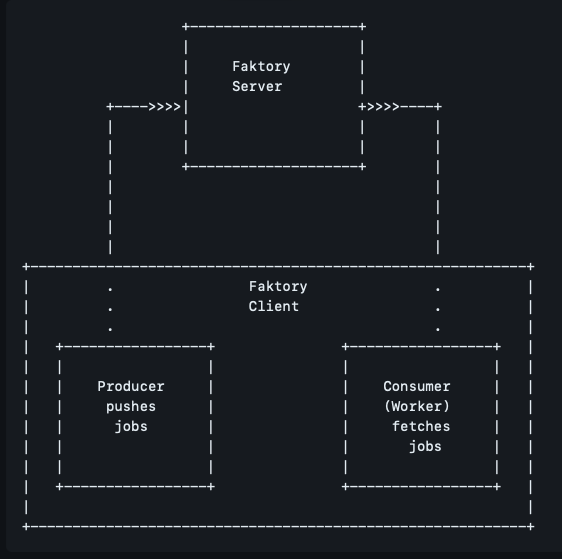 Faktory
Server
Faktory
Client
Producer
pushes
jobs
Consumer
(Worker)
fetches
jobs